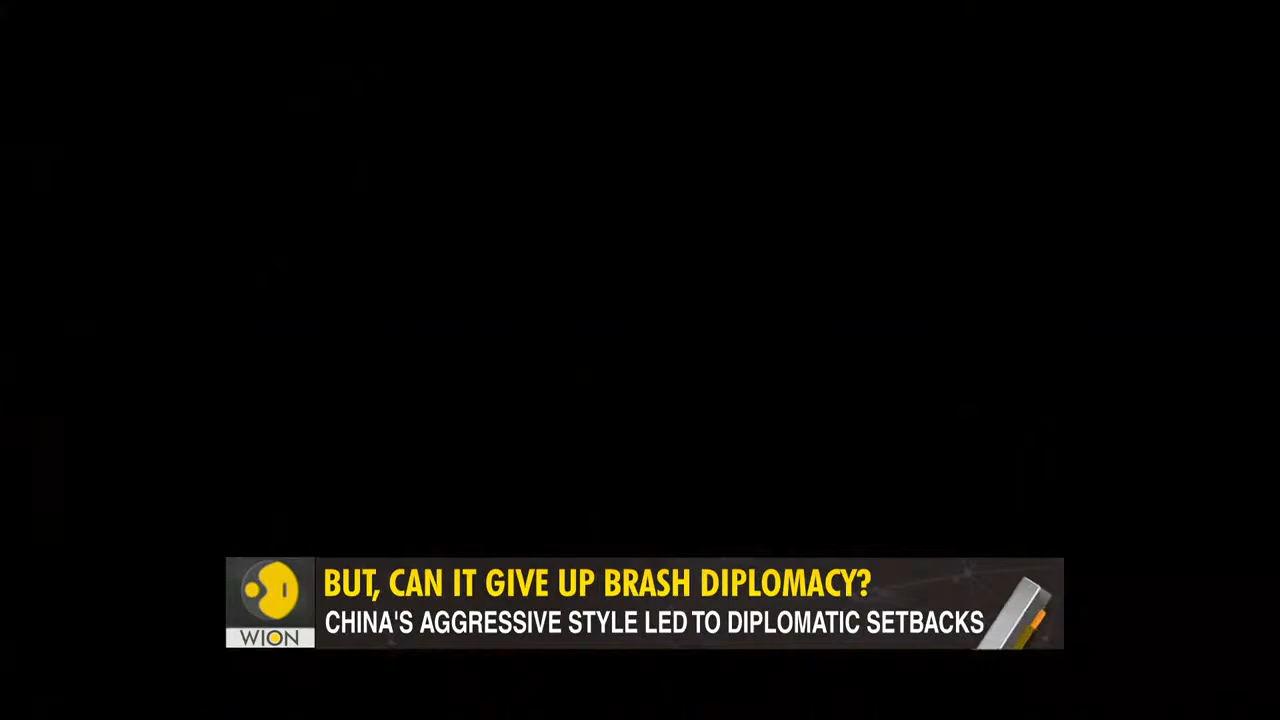 BUT, CAN IT GIVE UP BRASH DIPLOMACY?
CHINA'S AGGRESSIVE STYLE LED TO DIPLOMATIC SETBACKS
WION